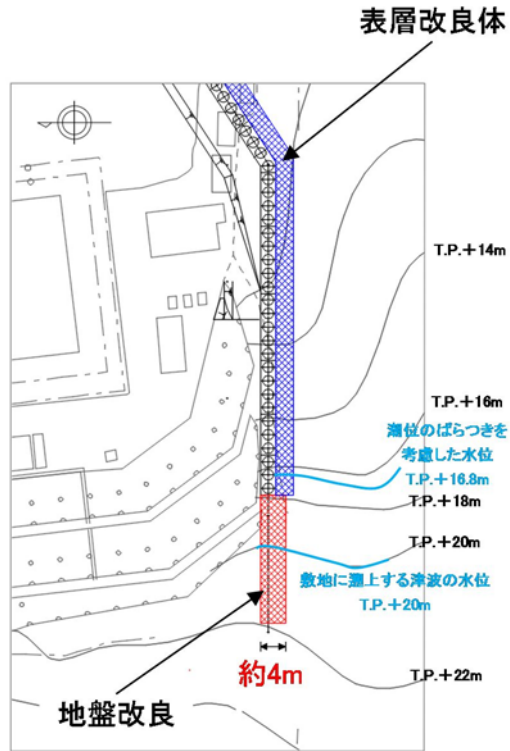 表層改良体
T.P.+14m
T.P.+16m
潮位のばらつきを
考慮した水位
T.P.+16.8m
T.P.+18m
T.P.+20m
敷地に遡上する津波の水位
T.P.+20m
約4m
T.P.+22m
地盤改良